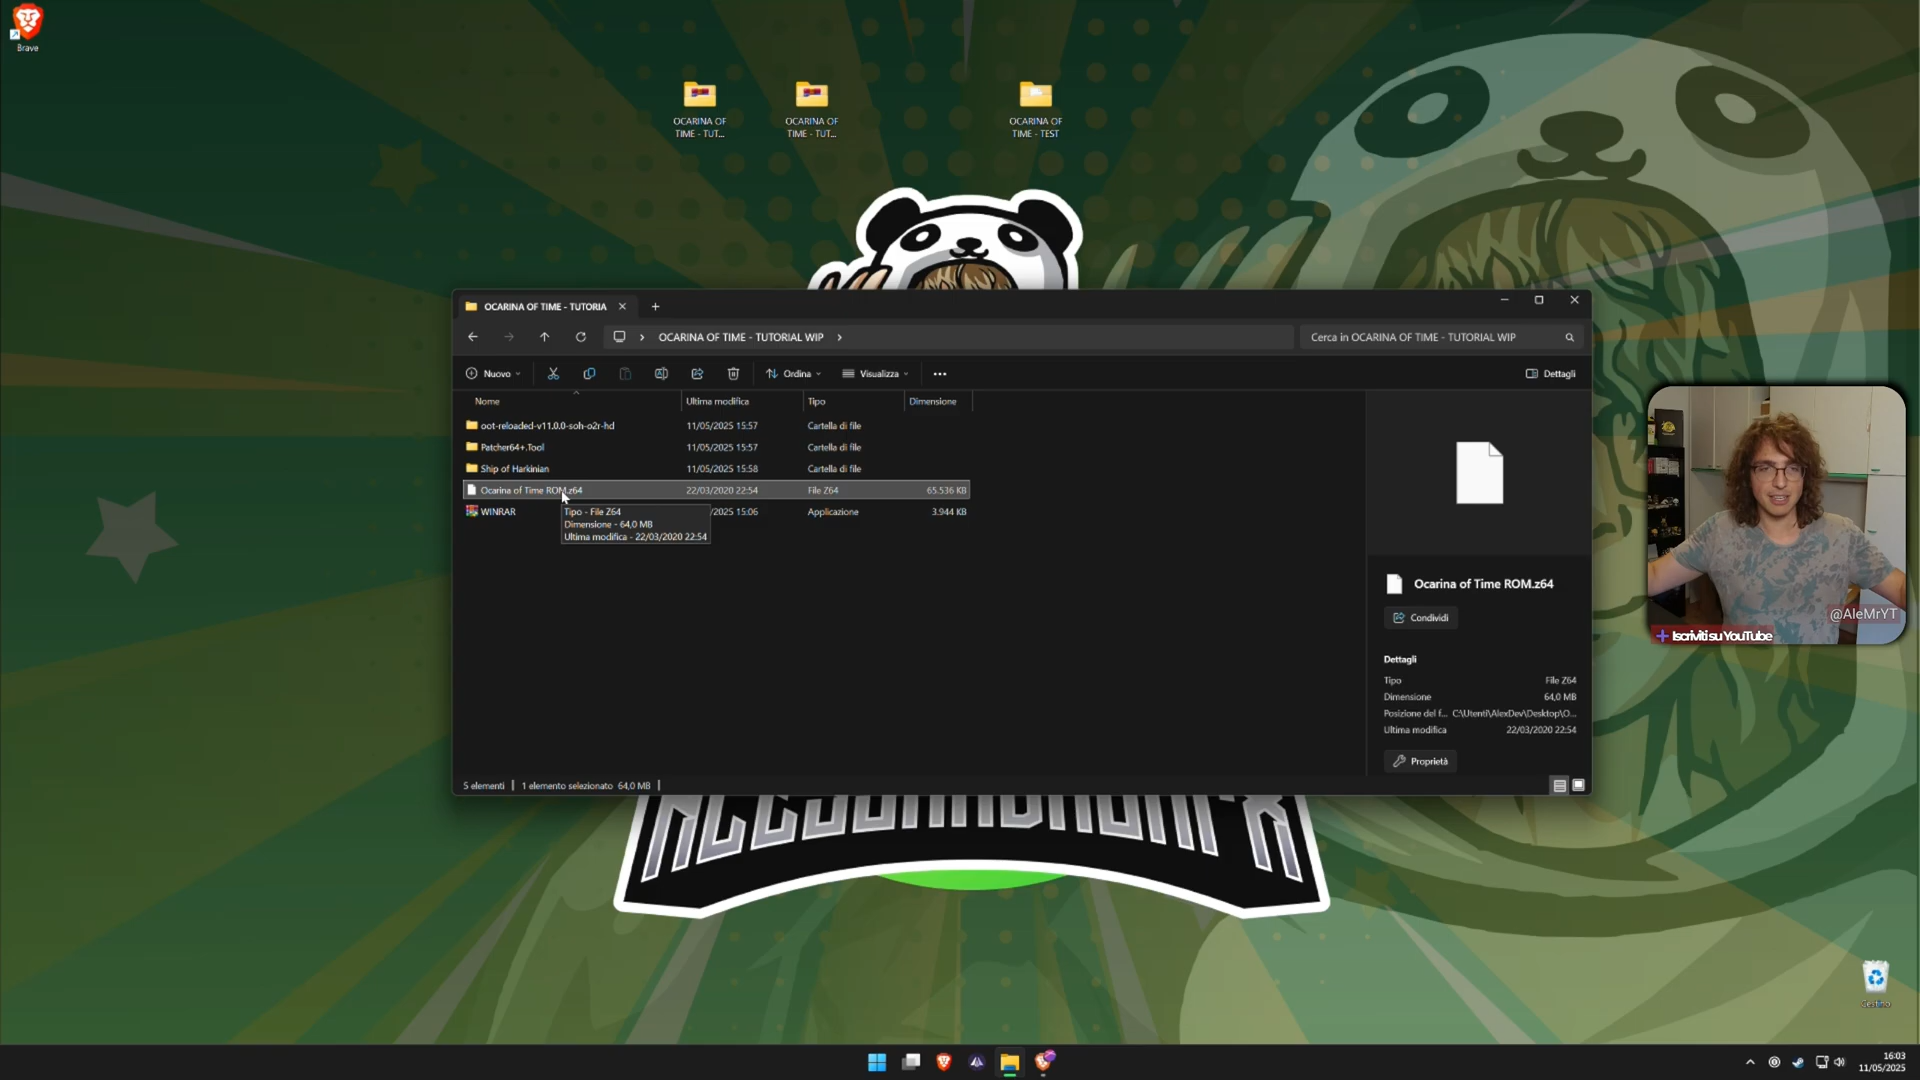 Brave
OCARINA OF
TIME - TUT...
OCARINA OF
TIME - TUT...
OCARINA OF
TIME - TEST
OCARINA OF TIME - TUTORIA
OCARINA OF TIME - TUTORIAL WIP
Cerca in OCARINA OF TIME - TUTORIAL WIP
Nuovo
Ordina
Visualizza
Dettagli
Nome Ultima modifica Tipo Dimensione
oot-reloaded-v11.0.0-soh-o2r-hd 11/05/2025 15:57 Cartella di file
Patcher64+.Tool 11/05/2025 15:57 Cartella di file
Ship of Harkinian 11/05/2025 15:58 Cartella di file
Ocarina of Time ROM.z64 22/03/2020 22:54 File Z64 65.536 KB
WINRAR /2025 15:06 Applicazione 3.944 KB
Tipo - File Z64
Dimensione - 64,0 MB
Ultima modifica - 22/03/2020 22:54
Ocarina of Time ROM.z64
Condividi
Dettagli
Tipo File Z64
Dimensione 64,0 MB
Posizione del f... C:\Utenti\AlexDev\Desktop\O...
Ultima modifica 22/03/2020 22:54
Proprietà
5 elementi 1 elemento selezionato 64,0 MB
@AleMrYT
Iscriviti su YouTube
Cestino
16:03
11/05/2025